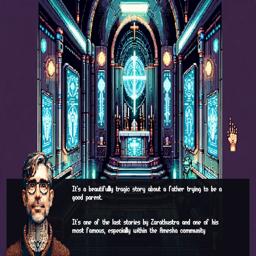 It's a beautifully tragic story about a father trying to be a
good parent.
It's one of the last stories by Zarathustra and one of his
most famous, especially within the Amesha community